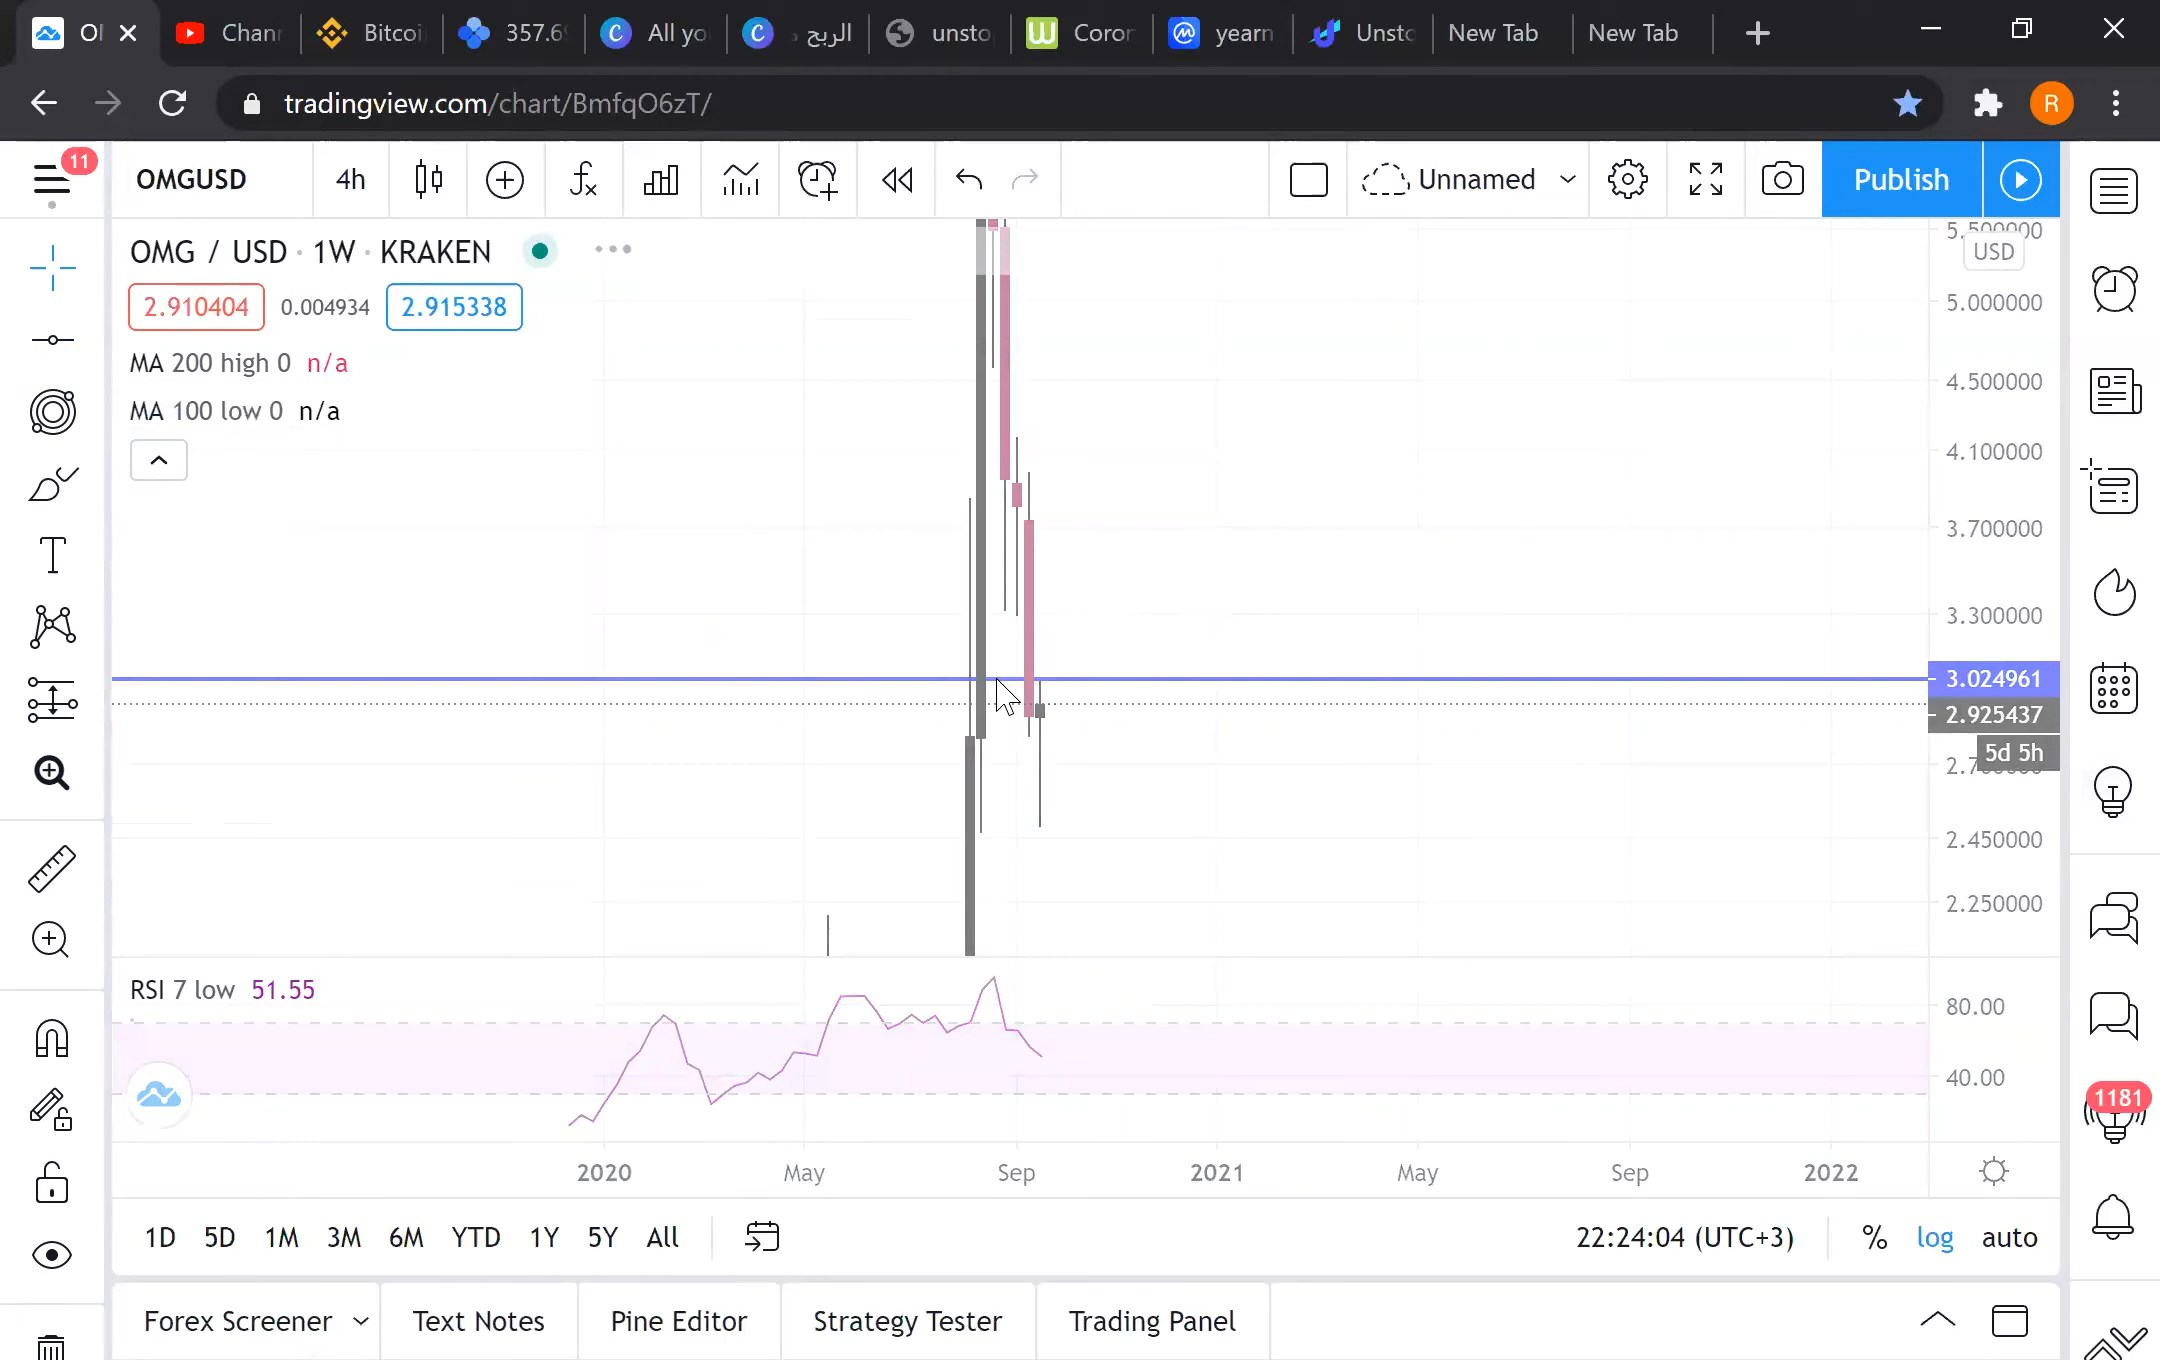 Ol Chann Bitcoi 357.69 All yo الربح unsto Coror yearn Unsto New Tab New Tab
tradingview.com/chart/BmfqO6zT/ R
11 OMGUSD 4h Unnamed Publish
OMG / USD · 1W · KRAKEN
2.910404 0.004934 2.915338
MA 200 high 0 n/a
MA 100 low 0 n/a
5.500000
USD
5.000000
4.500000
4.100000
3.700000
3.300000
3.024961
2.925437
5d 5h
2.450000
2.250000
RSI 7 low 51.55
80.00
40.00
1181
2020 May Sep 2021 May Sep 2022
1D 5D 1M 3M 6M YTD 1Y 5Y All 22:24:04 (UTC+3) % log auto
Forex Screener Text Notes Pine Editor Strategy Tester Trading Panel